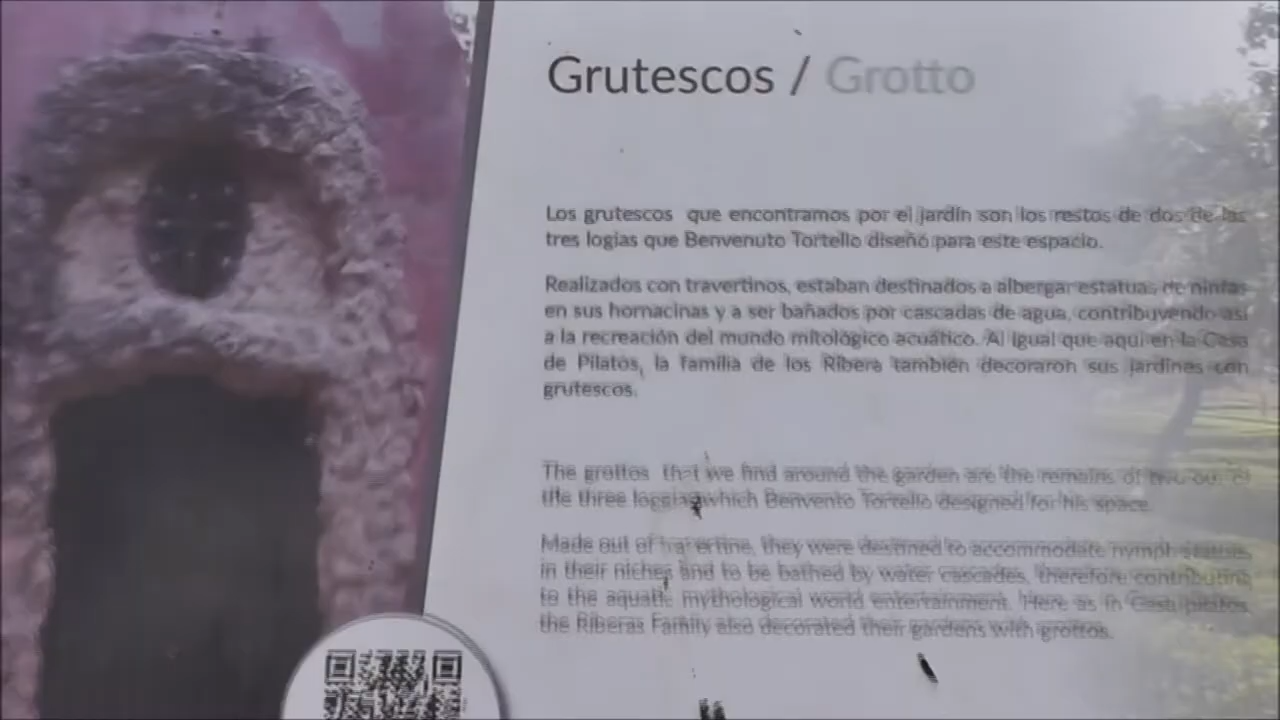 Grutescos / Grotto
Los grutescos que encontramos por el jardín son los restos de dos de las
tres logias que Benvenuto Tortello diseñó para este espacio.
Realizados con travertinos, estaban destinados a albergar estatuas de ninfas
en sus hornacinas y a ser bañados por cascadas de agua, contribuyendo así
a la recreación del mundo mitológico acuático. Al igual que aquí en la Casa
de Pilatos, la familia de los Ribera también decoraron sus jardines con
grutescos.
The grottos that we find around the garden are the remains of two out of
the three loggias which Benvento Tortello designed for his space.
Made out of travertine, they were destined to accommodate nymph statues,
in their niches and to be bathed by water cascades, therefore contributing
to the aquatic mythological world entertainment. Here as in Casa pilatos,
the Riberas Family also decorated their gardens with grottos.